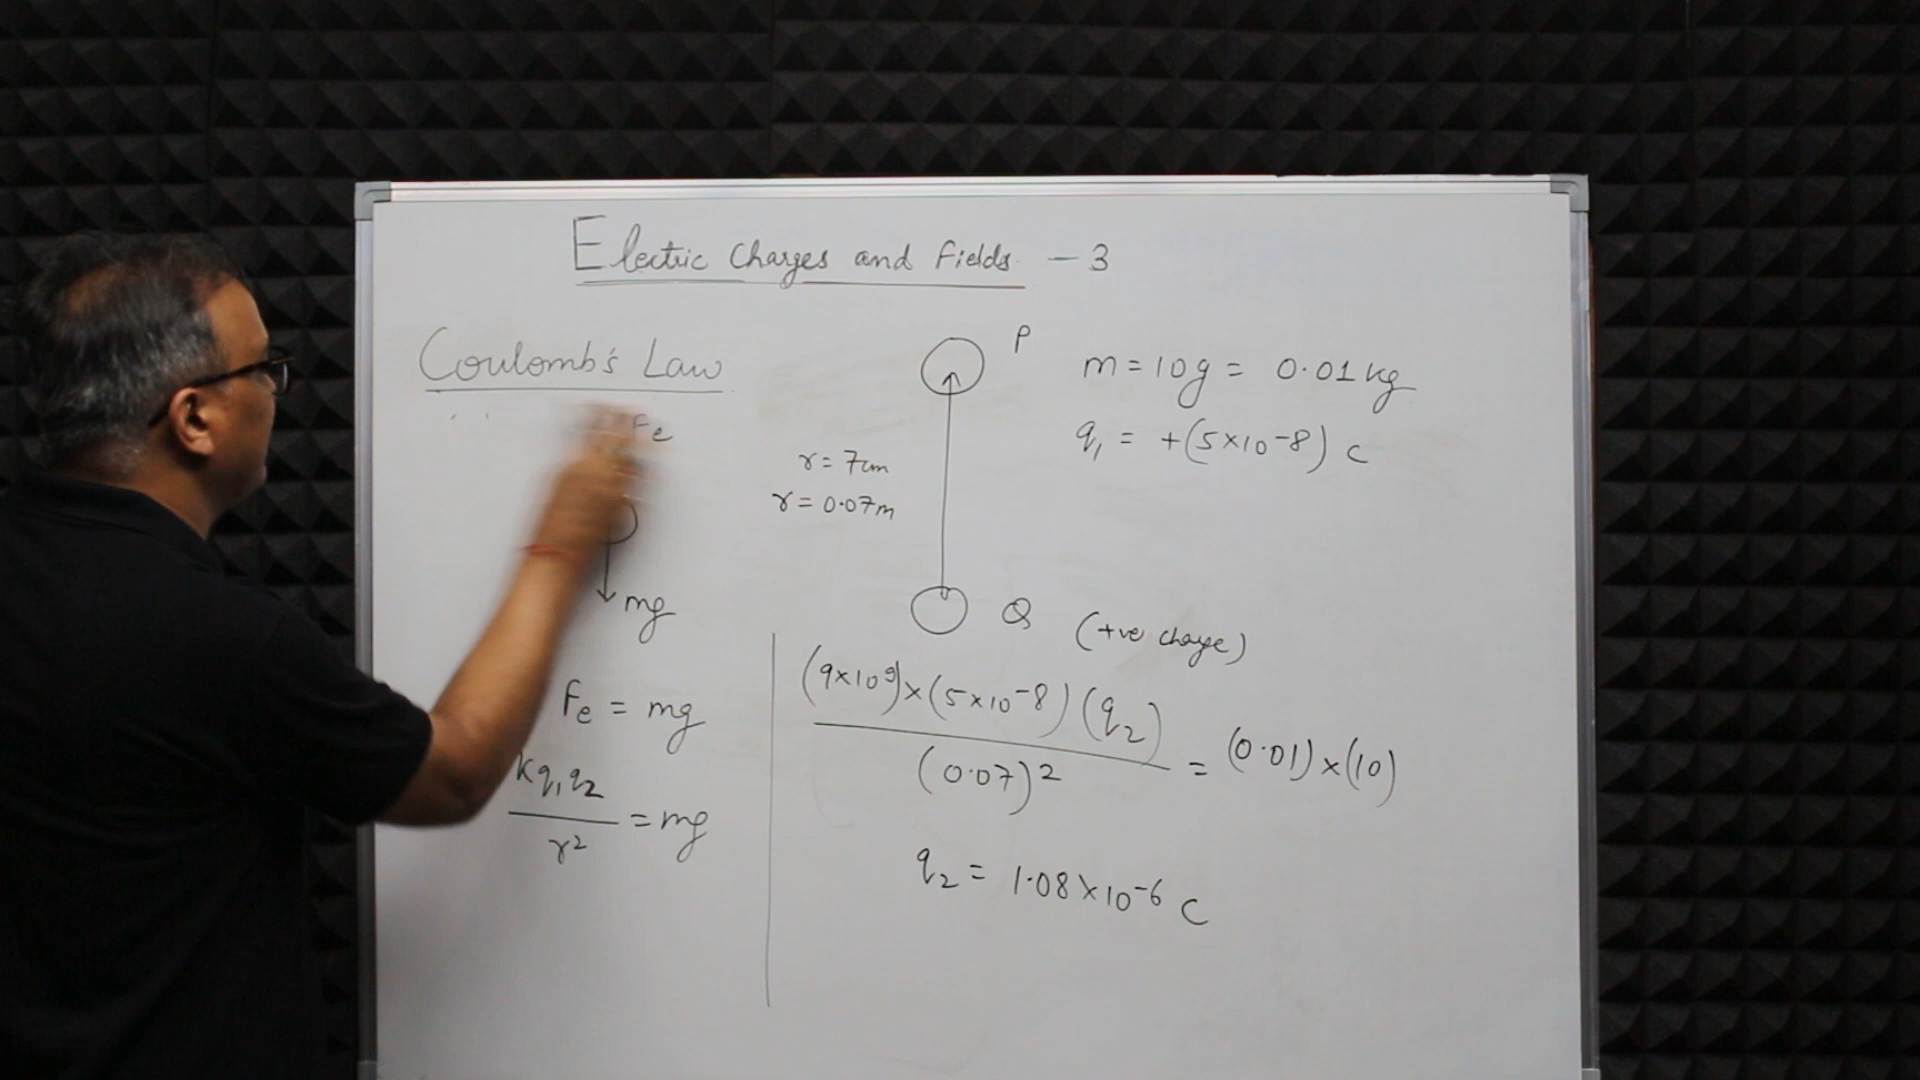 Electric Charges and Fields - 3
Coulomb's Law
Fe
mg
Fe = mg
kq₁q₂
r²
= mg
P
r = 7cm
r = 0.07m
m = 10g = 0.01 kg
q₁ = +(5×10-8) C
Q (+ve charge)
(9×10⁹)×(5×10-8)(q₂)
(0.07)²
= (0.01)×(10)
q₂ = 1.08×10⁻⁶ C